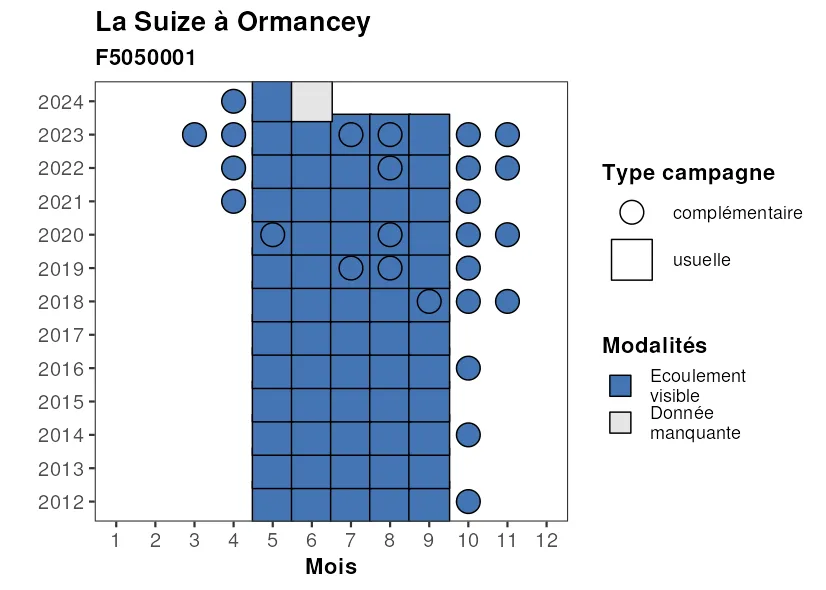 La Suize à Ormancey
F5050001
2024
2023
2022
2021
2020
2019
2018
2017
2016
2015
2014
2013
2012
1 2 3 4 5 6 7 8 9 10 11 12
Mois
Type campagne
complémentaire
usuelle
Modalités
Ecoulement
visible
Donnée
manquante